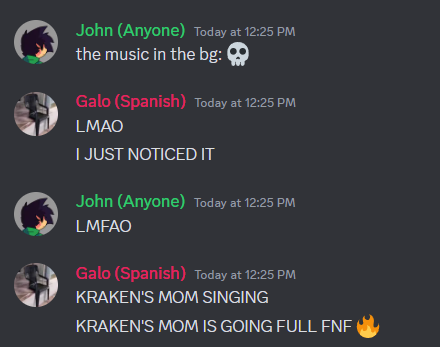 John (Anyone) Today at 12:25 PM
the music in the bg: 💀
Galo (Spanish) Today at 12:25 PM
LMAO
I JUST NOTICED IT
John (Anyone) Today at 12:25 PM
LMFAO
Galo (Spanish) Today at 12:25 PM
KRAKEN'S MOM SINGING
KRAKEN'S MOM IS GOING FULL FNF 🔥